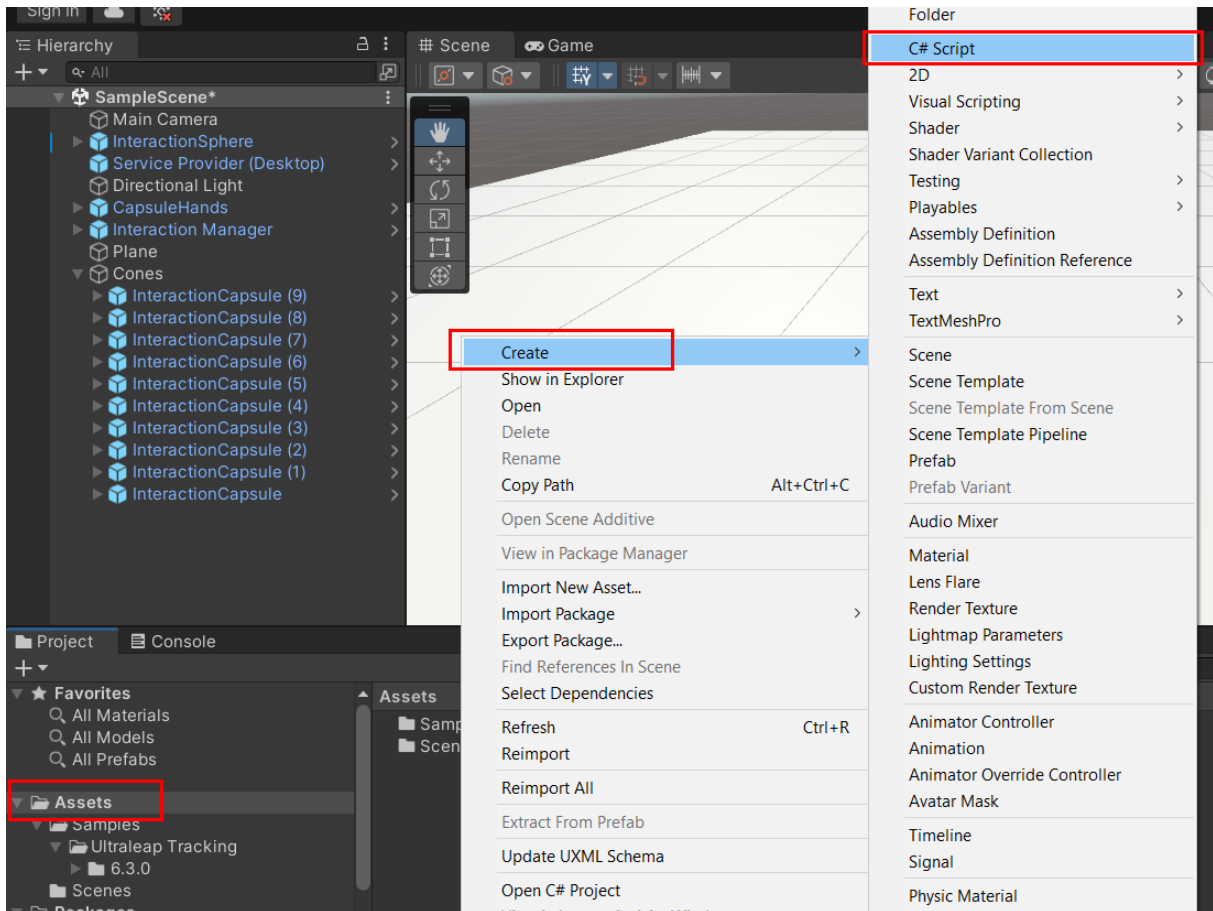 Sign in
Hierarchy
All
SampleScene*
Main Camera
InteractionSphere
Service Provider (Desktop)
Directional Light
CapsuleHands
Interaction Manager
Plane
Cones
InteractionCapsule (9)
InteractionCapsule (8)
InteractionCapsule (7)
InteractionCapsule (6)
InteractionCapsule (5)
InteractionCapsule (4)
InteractionCapsule (3)
InteractionCapsule (2)
InteractionCapsule (1)
InteractionCapsule
Scene Game
Project Console
Favorites
All Materials
All Models
All Prefabs
Assets
Samples
Ultraleap Tracking
6.3.0
Scenes
Packages
Assets
Samp
Scen
Create
Show in Explorer
Open
Delete
Rename
Copy Path Alt+Ctrl+C
Open Scene Additive
View in Package Manager
Import New Asset...
Import Package
Export Package...
Find References In Scene
Select Dependencies
Refresh Ctrl+R
Reimport
Reimport All
Extract From Prefab
Update UXML Schema
Open C# Project
Folder
C# Script
2D
Visual Scripting
Shader
Shader Variant Collection
Testing
Playables
Assembly Definition
Assembly Definition Reference
Text
TextMeshPro
Scene
Scene Template
Scene Template From Scene
Scene Template Pipeline
Prefab
Prefab Variant
Audio Mixer
Material
Lens Flare
Render Texture
Lightmap Parameters
Lighting Settings
Custom Render Texture
Animator Controller
Animation
Animator Override Controller
Avatar Mask
Timeline
Signal
Physic Material